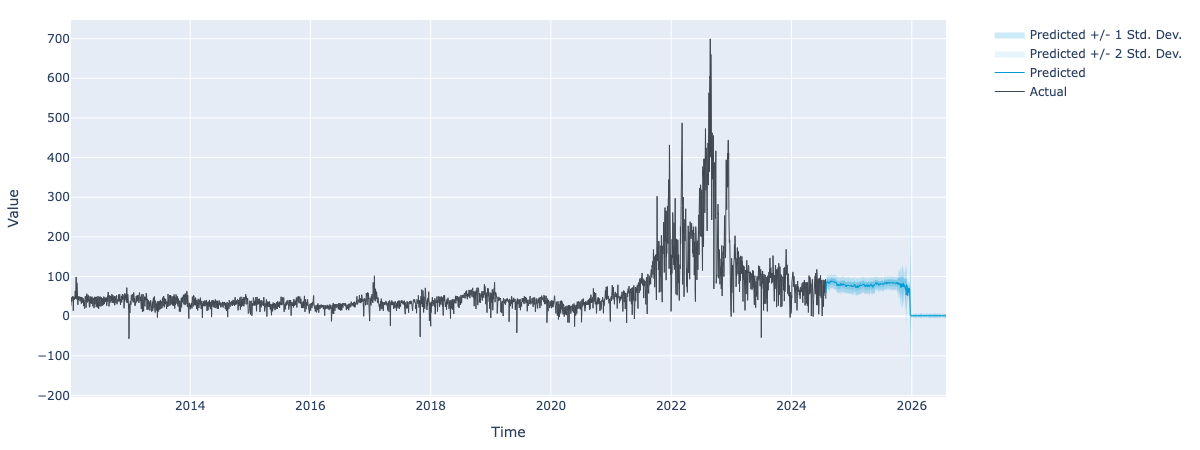 700
600
500
400
300
200
100
0
−100
−200
Value
2014
2016
2018
2020
2022
2024
2026
Time
Predicted +/- 1 Std. Dev.
Predicted +/- 2 Std. Dev.
Predicted
Actual